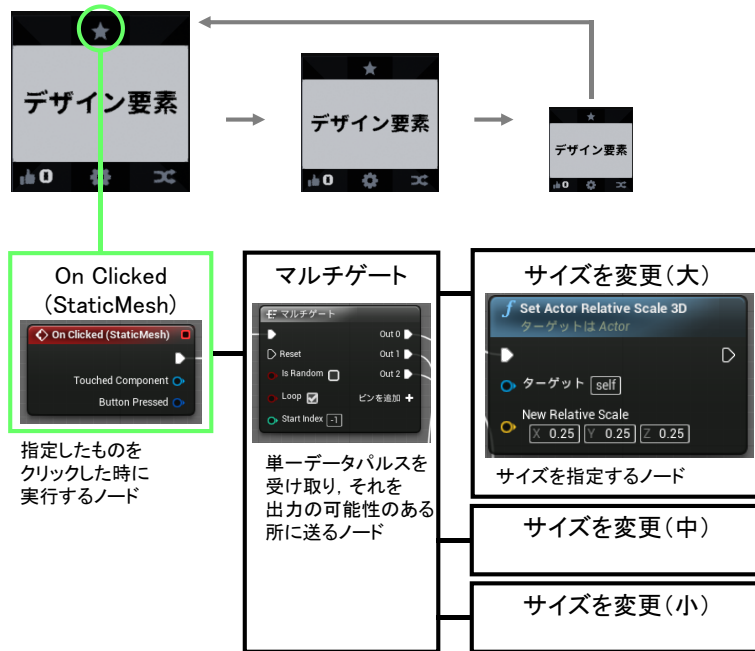 デザイン要素
0
デザイン要素
0
デザイン要素
0
On Clicked
(StaticMesh)
On Clicked (StaticMesh)
Touched Component
Button Pressed
指定したものを
クリックした時に
実行するノード
マルチゲート
マルチゲート
Out 0
Reset
Out 1
Is Random
Out 2
Loop
ピンを追加 +
Start Index -1
単一データパルスを
受け取り, それを
出力の可能性のある
所に送るノード
サイズを変更(大)
f Set Actor Relative Scale 3D
ターゲットは Actor
ターゲット self
New Relative Scale
X 0.25 Y 0.25 Z 0.25
サイズを指定するノード
サイズを変更(中)
サイズを変更(小)